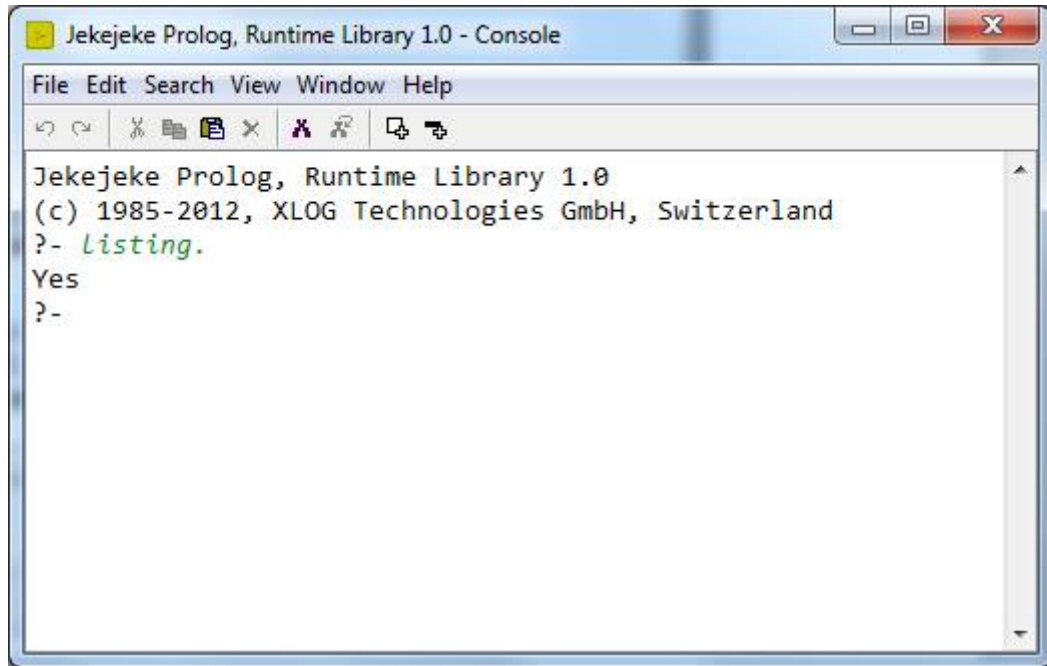 Jekejeke Prolog, Runtime Library 1.0 - Console
File Edit Search View Window Help
Jekejeke Prolog, Runtime Library 1.0
(c) 1985-2012, XLOG Technologies GmbH, Switzerland
?- listing.
Yes
?-